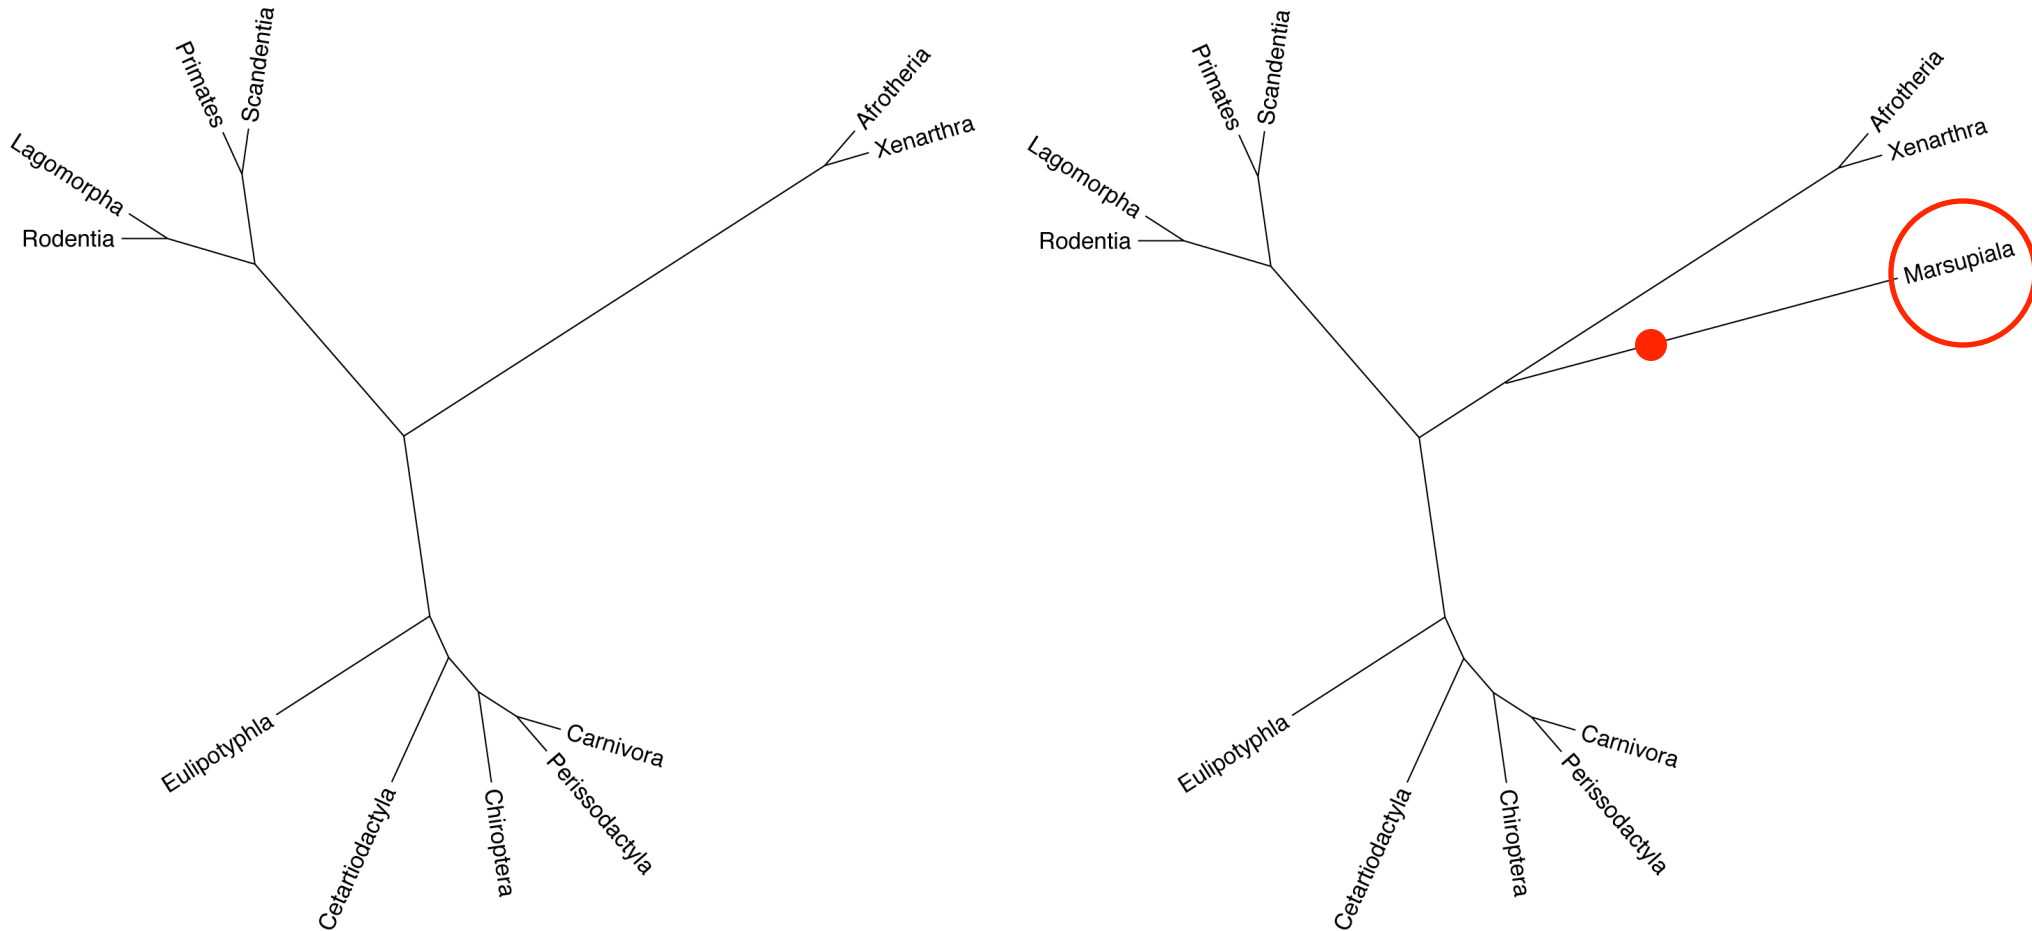 Primates
Scandentia
Lagomorpha
Rodentia
Afrotheria
Xenarthra
Eulipotyphla
Cetartiodactyla
Chiroptera
Perissodactyla
Carnivora
Primates
Scandentia
Lagomorpha
Rodentia
Afrotheria
Xenarthra
Marsupiala
Eulipotyphla
Cetartiodactyla
Chiroptera
Perissodactyla
Carnivora